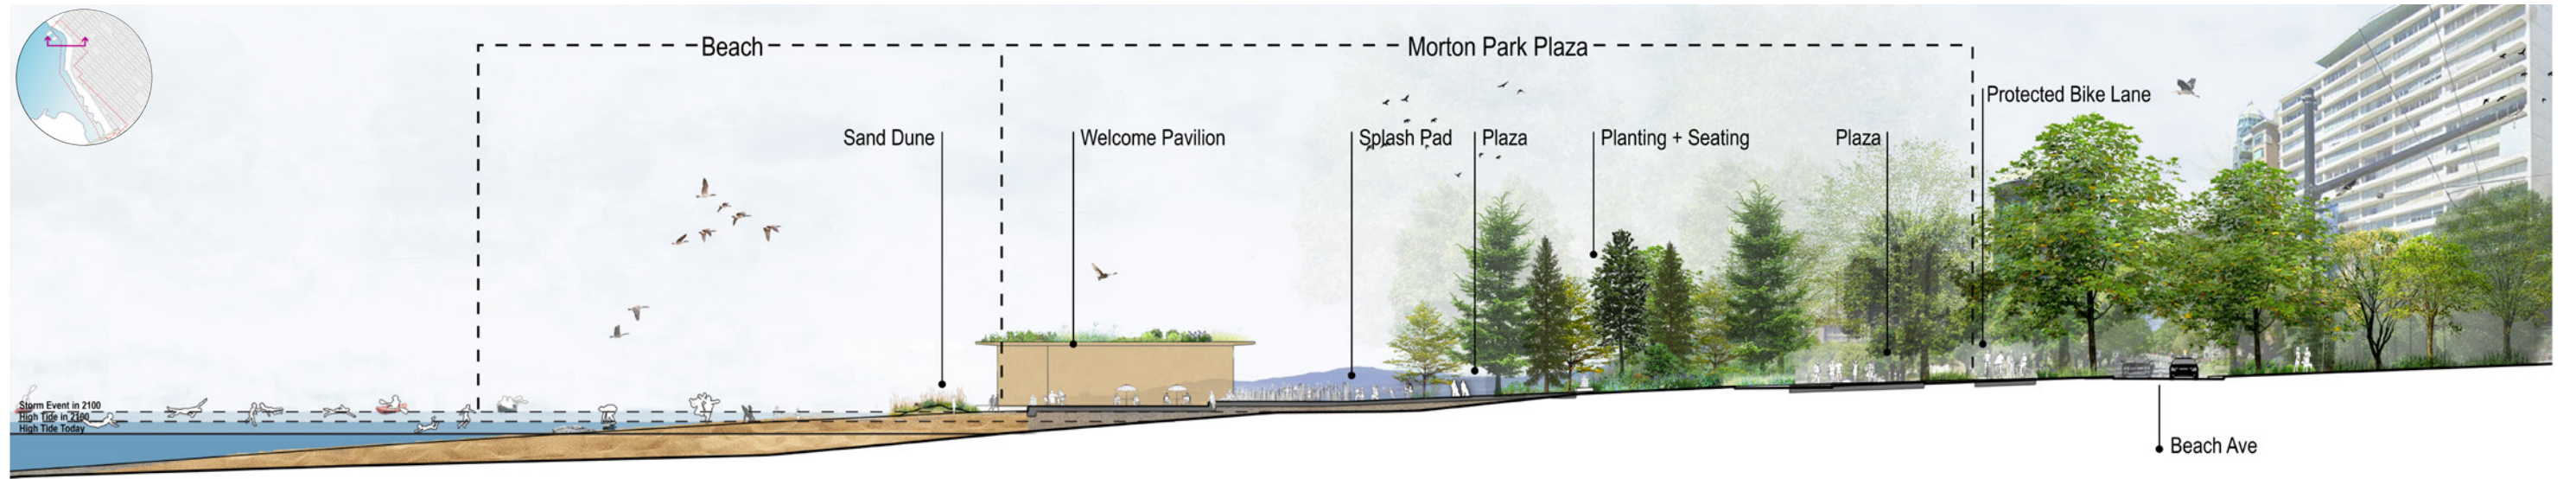 Beach
Morton Park Plaza
Protected Bike Lane
Sand Dune
Welcome Pavilion
Splash Pad
Plaza
Planting + Seating
Plaza
Storm Event in 2100
High Tide in 2100
High Tide Today
Beach Ave